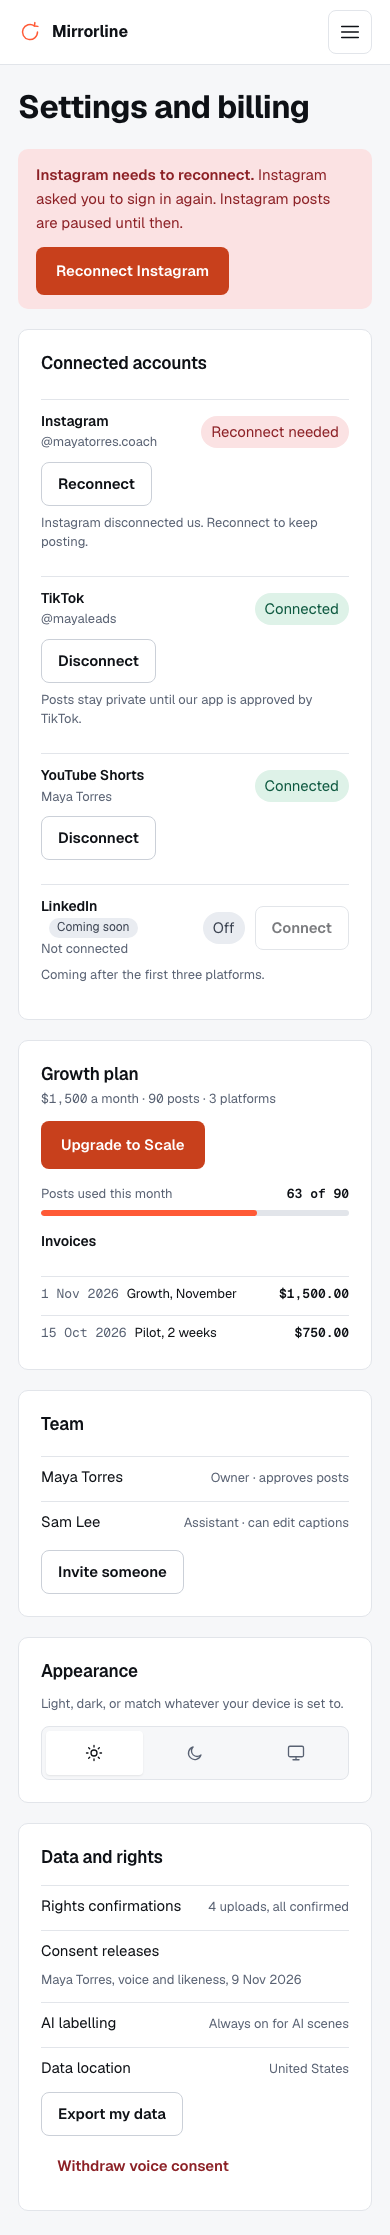 Mirrorline
Settings and billing
Instagram needs to reconnect. Instagram
asked you to sign in again. Instagram posts
are paused until then.
Reconnect Instagram
Connected accounts
Instagram
@mayatorres.coach
Reconnect needed
Reconnect
Instagram disconnected us. Reconnect to keep
posting.
TikTok
@mayaleads
Connected
Disconnect
Posts stay private until our app is approved by
TikTok.
YouTube Shorts
Maya Torres
Connected
Disconnect
LinkedIn
Coming soon
Not connected
Off
Connect
Coming after the first three platforms.
Growth plan
$1,500 a month · 90 posts · 3 platforms
Upgrade to Scale
Posts used this month 63 of 90
Invoices
1 Nov 2026 Growth, November $1,500.00
15 Oct 2026 Pilot, 2 weeks $750.00
Team
Maya Torres Owner · approves posts
Sam Lee Assistant · can edit captions
Invite someone
Appearance
Light, dark, or match whatever your device is set to.
Data and rights
Rights confirmations 4 uploads, all confirmed
Consent releases
Maya Torres, voice and likeness, 9 Nov 2026
AI labelling Always on for AI scenes
Data location United States
Export my data
Withdraw voice consent